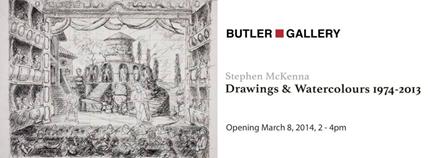 BUTLER GALLERY
Stephen McKenna
Drawings & Watercolours 1974-2013
Opening March 8, 2014, 2 - 4pm